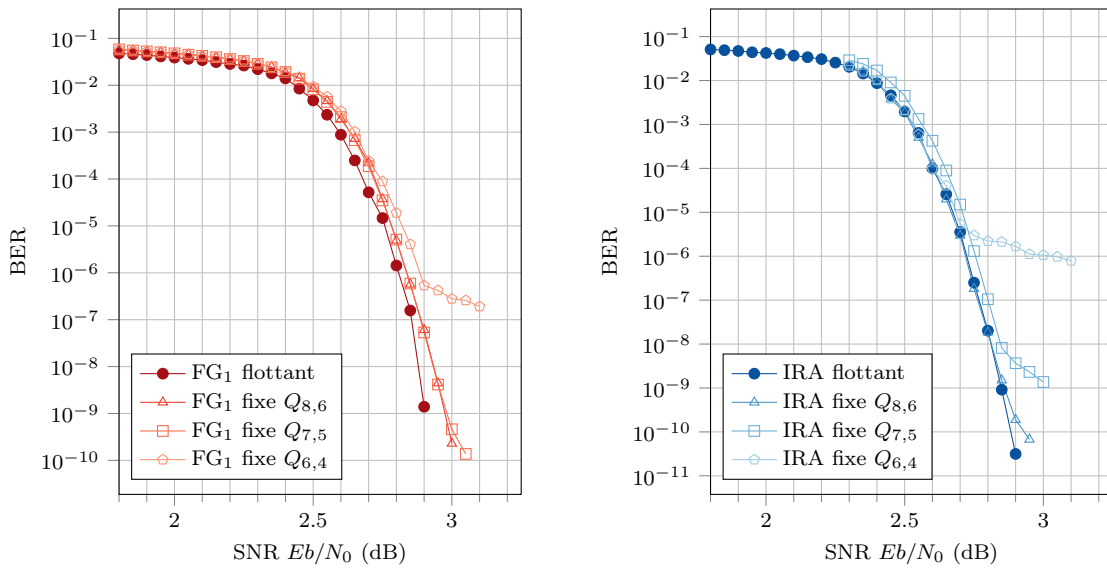 10⁻¹
10⁻²
10⁻³
10⁻⁴
10⁻⁵
10⁻⁶
10⁻⁷
10⁻⁸
10⁻⁹
10⁻¹⁰
BER
FG₁ flottant
FG₁ fixe Q₈,₆
FG₁ fixe Q₇,₅
FG₁ fixe Q₆,₄
2 2.5 3
SNR Eb/N₀ (dB)
10⁻¹
10⁻²
10⁻³
10⁻⁴
10⁻⁵
10⁻⁶
10⁻⁷
10⁻⁸
10⁻⁹
10⁻¹⁰
10⁻¹¹
BER
IRA flottant
IRA fixe Q₈,₆
IRA fixe Q₇,₅
IRA fixe Q₆,₄
2 2.5 3
SNR Eb/N₀ (dB)